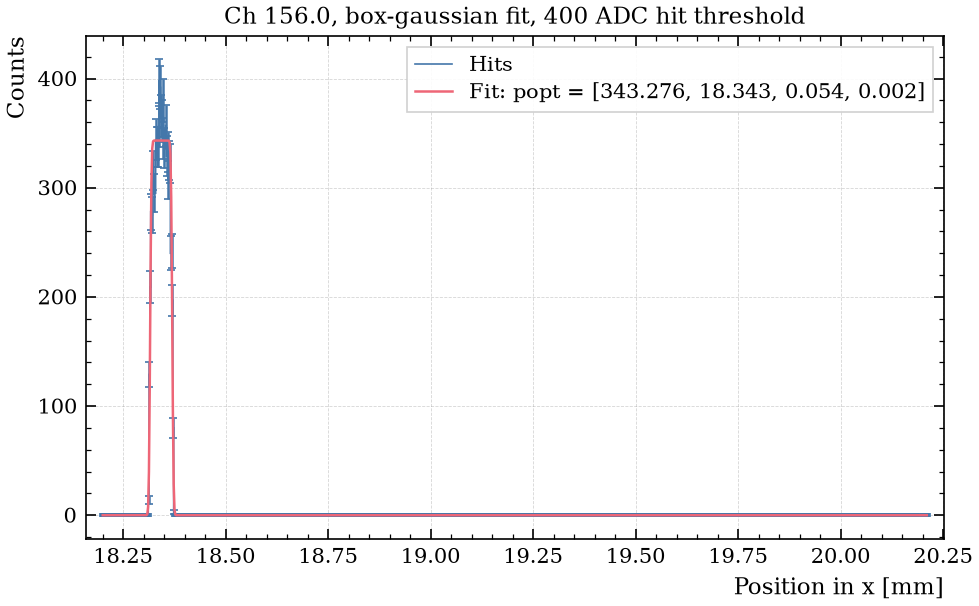 Ch 156.0, box-gaussian fit, 400 ADC hit threshold
Counts
Hits
Fit: popt = [343.276, 18.343, 0.054, 0.002]
400
300
200
100
0
18.25 18.50 18.75 19.00 19.25 19.50 19.75 20.00 20.25
Position in x [mm]